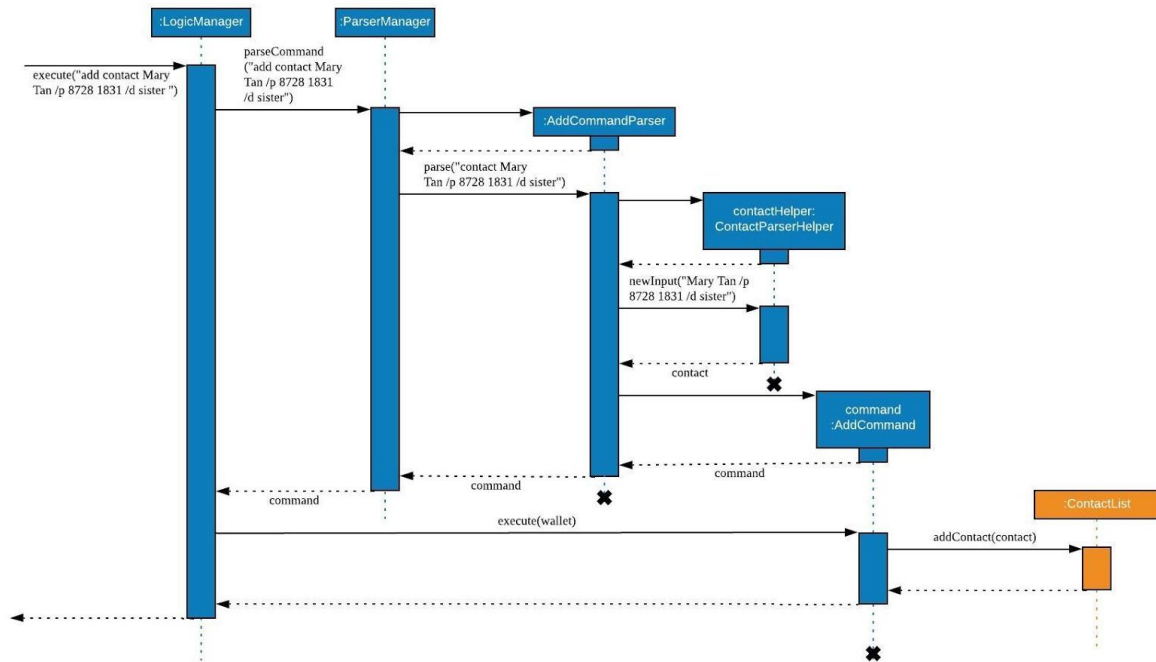 :LogicManager
:ParserManager
execute("add contact Mary
Tan /p 8728 1831 /d sister ")
parseCommand
("add contact Mary
Tan /p 8728 1831
/d sister")
:AddCommandParser
parse("contact Mary
Tan /p 8728 1831 /d sister")
contactHelper:
ContactParserHelper
newInput("Mary Tan /p
8728 1831 /d sister")
contact
command
:AddCommand
command
command
command
:ContactList
execute(wallet)
addContact(contact)